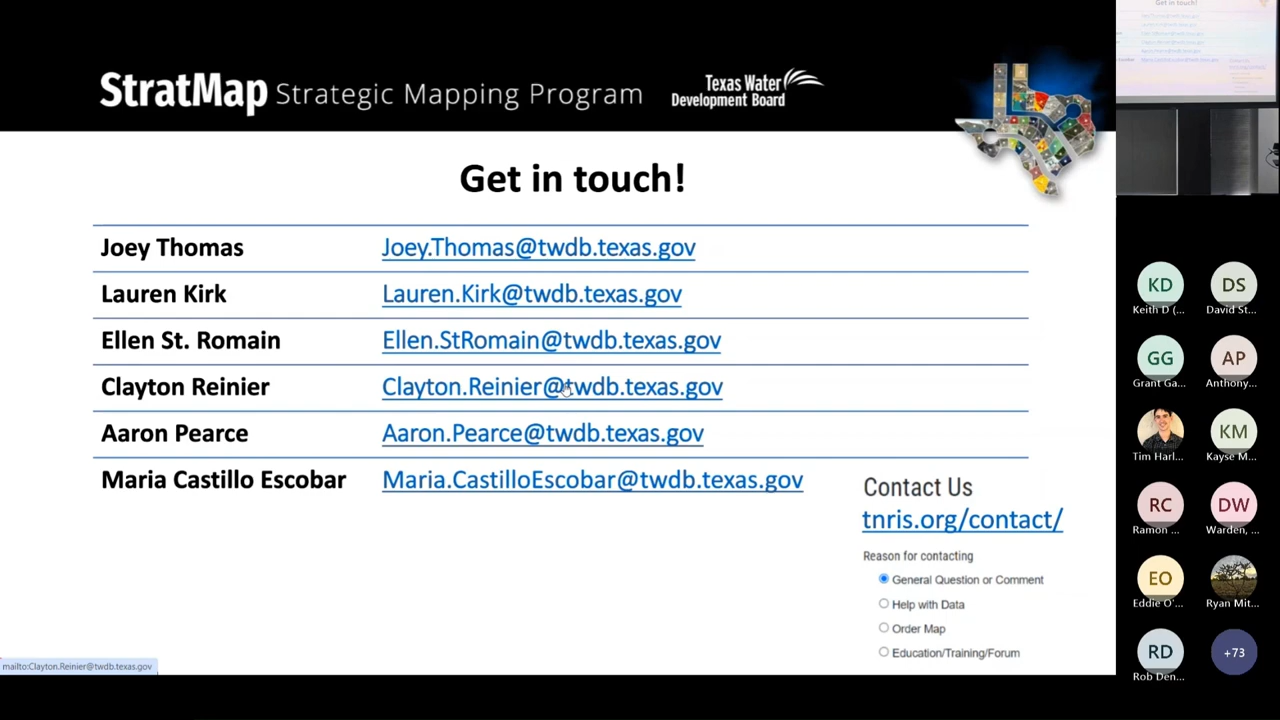 StratMap Strategic Mapping Program
Texas Water
Development Board
Get in touch!
Joey Thomas Joey.Thomas@twdb.texas.gov
Lauren Kirk Lauren.Kirk@twdb.texas.gov
Ellen St. Romain Ellen.StRomain@twdb.texas.gov
Clayton Reinier Clayton.Reinier@twdb.texas.gov
Aaron Pearce Aaron.Pearce@twdb.texas.gov
Maria Castillo Escobar Maria.CastilloEscobar@twdb.texas.gov
Contact Us
tnris.org/contact/
Reason for contacting
General Question or Comment
Help with Data
Order Map
Education/Training/Forum
mailto:Clayton.Reinier@twdb.texas.gov
Get in touch!
KD DS
Keith D (... David St...
GG AP
Grant Ga... Anthony...
KM
Tim Harl... Kayse M...
RC DW
Ramon ... Warden, ...
EO
Eddie O'... Ryan Mit...
RD +73
Rob Den...